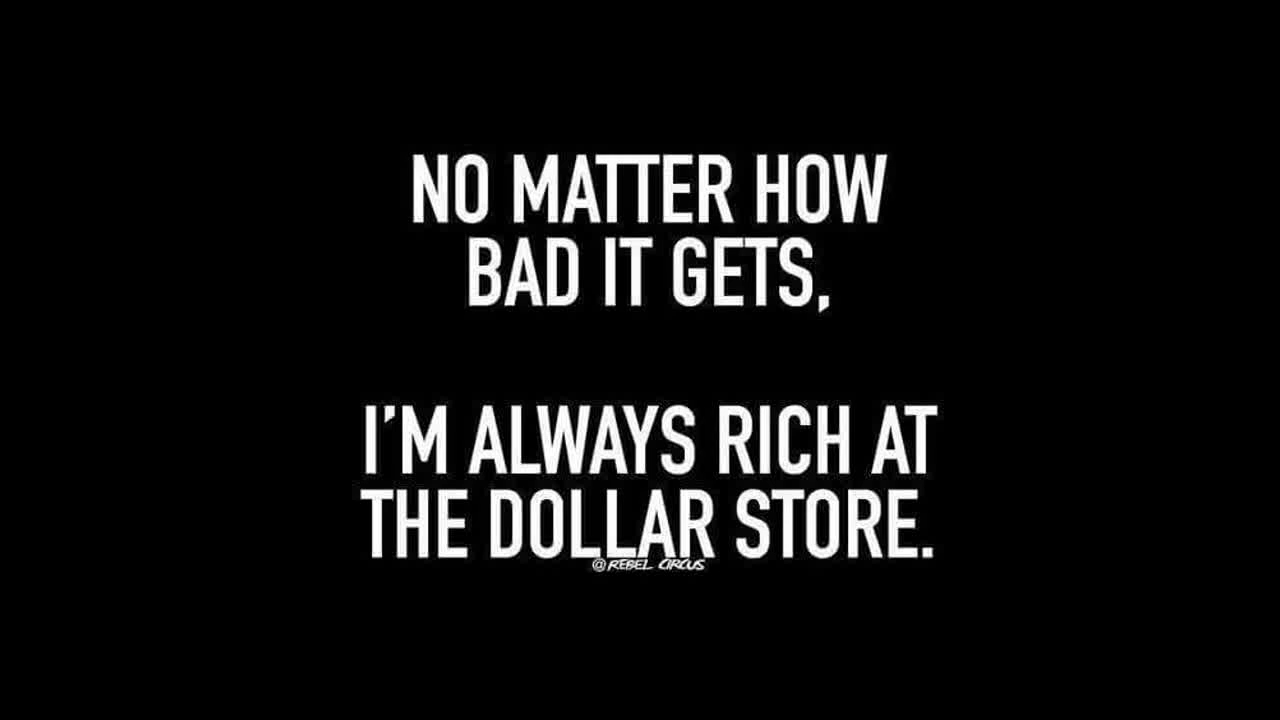 NO MATTER HOW
BAD IT GETS,
I'M ALWAYS RICH AT
THE DOLLAR STORE.
@REBEL CIRCUS